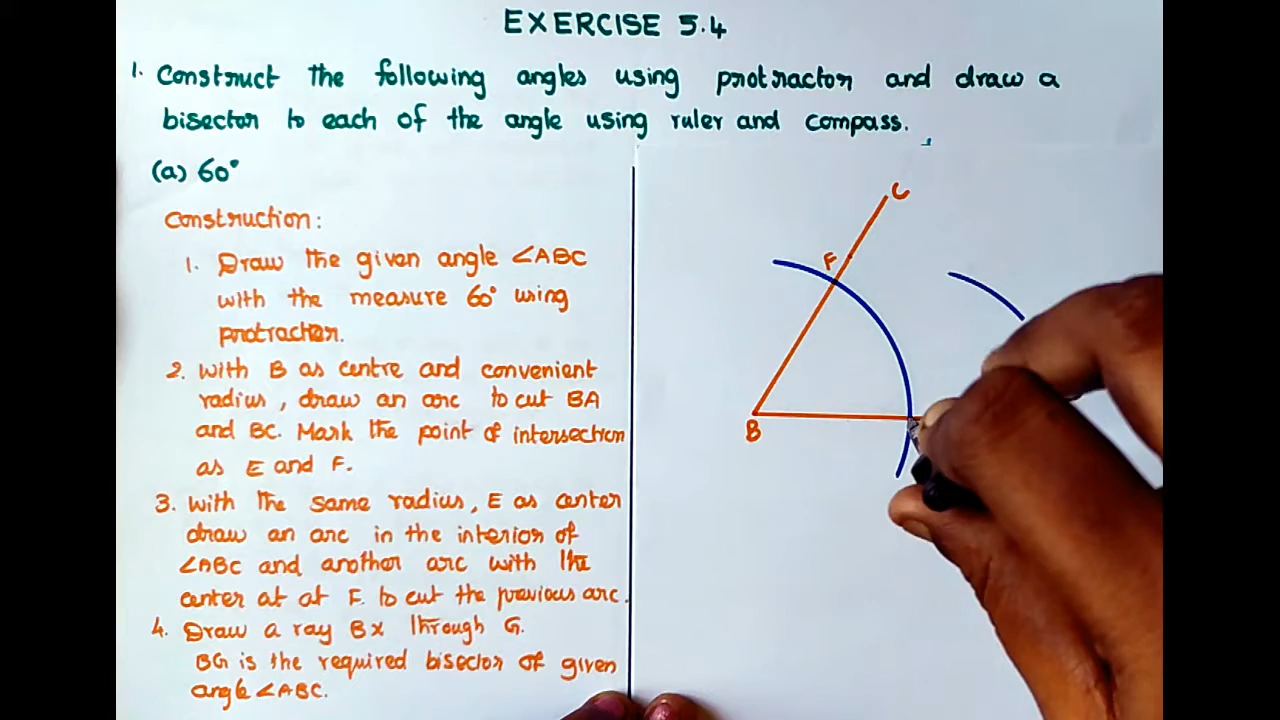 EXERCISE 5.4
1. Construct the following angles using protractor and draw a
bisector to each of the angle using ruler and compass.
(a) 60°
Construction:
1. Draw the given angle ∠ABC
with the measure 60° using
protracter.
2. With B as centre and convenient
radius, draw an arc to cut BA
and BC. Mark the point of intersection
as E and F.
3. With the same radius, E as center
draw an arc in the interior of
∠ABC and another arc with the
center at at F. to cut the previous arc.
4. Draw a ray BX through G.
BG is the required bisector of given
angle ∠ABC.
C
F
B